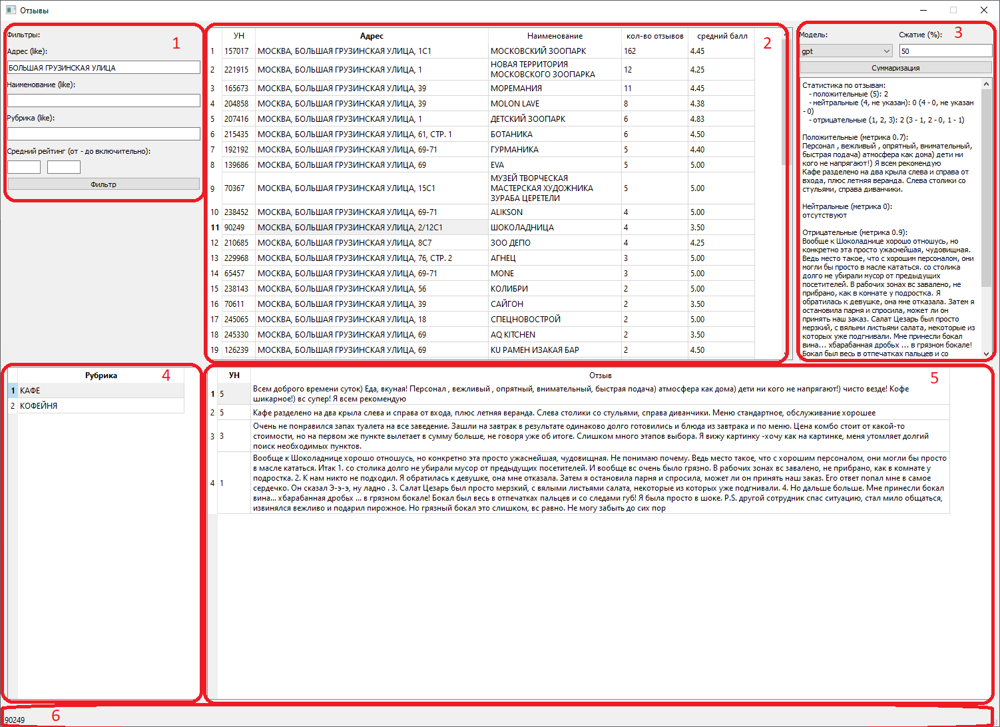 Отзывы
Фильтры:
1
Адрес (like):
БОЛЬШАЯ ГРУЗИНСКАЯ УЛИЦА
Наименование (like):
Рубрика (like):
Средний рейтинг (от - до включительно):
Фильтр
УН Адрес Наименование кол-во отзывов средний балл
2
1 157017 МОСКВА, БОЛЬШАЯ ГРУЗИНСКАЯ УЛИЦА, 1С1 МОСКОВСКИЙ ЗООПАРК 162 4.45
2 221915 МОСКВА, БОЛЬШАЯ ГРУЗИНСКАЯ УЛИЦА, 1 НОВАЯ ТЕРРИТОРИЯ
МОСКОВСКОГО ЗООПАРКА 12 4.25
3 165673 МОСКВА, БОЛЬШАЯ ГРУЗИНСКАЯ УЛИЦА, 39 МОРЕМАНИЯ 11 4.45
4 204858 МОСКВА, БОЛЬШАЯ ГРУЗИНСКАЯ УЛИЦА, 39 MOLON LAVE 8 4.38
5 207416 МОСКВА, БОЛЬШАЯ ГРУЗИНСКАЯ УЛИЦА, 1 ДЕТСКИЙ ЗООПАРК 6 4.83
6 215435 МОСКВА, БОЛЬШАЯ ГРУЗИНСКАЯ УЛИЦА, 61, СТР. 1 БОТАНИКА 6 4.50
7 192192 МОСКВА, БОЛЬШАЯ ГРУЗИНСКАЯ УЛИЦА, 69-71 ГУРМАНИКА 5 4.40
8 139686 МОСКВА, БОЛЬШАЯ ГРУЗИНСКАЯ УЛИЦА, 69 EVA 5 5.00
9 70367 МОСКВА, БОЛЬШАЯ ГРУЗИНСКАЯ УЛИЦА, 15С1 МУЗЕЙ ТВОРЧЕСКАЯ
МАСТЕРСКАЯ ХУДОЖНИКА
ЗУРАБА ЦЕРЕТЕЛИ 5 5.00
10 238452 МОСКВА, БОЛЬШАЯ ГРУЗИНСКАЯ УЛИЦА, 69-71 ALIKSON 4 5.00
11 90249 МОСКВА, БОЛЬШАЯ ГРУЗИНСКАЯ УЛИЦА, 2/12С1 ШОКОЛАДНИЦА 4 3.50
12 210685 МОСКВА, БОЛЬШАЯ ГРУЗИНСКАЯ УЛИЦА, 8С7 ЗОО ДЕПО 4 4.25
13 229968 МОСКВА, БОЛЬШАЯ ГРУЗИНСКАЯ УЛИЦА, 76, СТР. 2 АГНЕЦ 3 5.00
14 65457 МОСКВА, БОЛЬШАЯ ГРУЗИНСКАЯ УЛИЦА, 69-71 MONE 3 5.00
15 238143 МОСКВА, БОЛЬШАЯ ГРУЗИНСКАЯ УЛИЦА, 56 КОЛИБРИ 2 5.00
16 70611 МОСКВА, БОЛЬШАЯ ГРУЗИНСКАЯ УЛИЦА, 39 САЙГОН 2 3.50
17 245065 МОСКВА, БОЛЬШАЯ ГРУЗИНСКАЯ УЛИЦА, 18 СПЕЦНОВОСТРОЙ 2 5.00
18 245330 МОСКВА, БОЛЬШАЯ ГРУЗИНСКАЯ УЛИЦА, 69 AQ KITCHEN 2 3.50
19 126239 МОСКВА, БОЛЬШАЯ ГРУЗИНСКАЯ УЛИЦА, 69 KU РАМЕН ИЗАКАЯ БАР 2 4.50
Модель: Сжатие (%): 3
gpt 50
Суммаризация
Статистика по отзывам:
- положительные (5): 2
- нейтральные (4, не указан): 0 (4 - 0, не указан
- 0)
- отрицательные (1, 2, 3): 2 (3 - 1, 2 - 0, 1 - 1)
Положительные (метрика 0.7):
Персонал , вежливый , опрятный, внимательный,
быстрая подача) атмосфера как дома) дети ни
кого не напрягают!) Я всем рекомендую
Кафе разделено на два крыла слева и справа от
входа, плюс летняя веранда. Слева столики со
стульями, справа диванчики.
Нейтральные (метрика 0):
отсутствуют
Отрицательные (метрика 0.9):
Вообще к Шоколаднице хорошо отношусь, но
конкретно эта просто ужаснейшая, чудовищная.
Ведь место такое, что с хорошим персоналом, они
могли бы просто в масле кататься. со столика
долго не убирали мусор от предыдущих
посетителей. В рабочих зонах вс завалено, не
прибрано, как в комнате у подростка. Я
обратилась к девушке, она мне отказала. Затем я
остановила парня и спросила, может ли он
принять наш заказ. Салат Цезарь был просто
мерзкий, с вялыми листьями салата, некоторые из
которых уже подгнивали. Мне принесли бокал
вина... хбарабанная дробьх ... в грязном бокале!
Бокал был весь в отпечатках пальцев и со
Рубрика 4
1 КАФЕ
2 КОФЕЙНЯ
УН Отзыв 5
1 5 Всем доброго времени суток) Еда, вкуная! Персонал , вежливый , опрятный, внимательный, быстрая подача) атмосфера как дома) дети ни кого не напрягают!) чисто везде! Кофе
шикарное!) вс супер! Я всем рекомендую
2 5 Кафе разделено на два крыла слева и справа от входа, плюс летняя веранда. Слева столики со стульями, справа диванчики. Меню стандартное, обслуживание хорошее
3 3 Очень не понравился запах туалета на все заведение. Зашли на завтрак в результате одинаково долго готовились и блюда из завтрака и по меню. Цена комбо стоит от какой-то
стоимости, но на первом же пункте вылетает в сумму больше, не говоря уже об итоге. Слишком много этапов выбора. Я вижу картинку -хочу как на картинке, меня утомляет долгий
поиск необходимых пунктов.
4 1 Вообще к Шоколаднице хорошо отношусь, но конкретно эта просто ужаснейшая, чудовищная. Не понимаю почему. Ведь место такое, что с хорошим персоналом, они могли бы просто
в масле кататься. Итак 1. со столика долго не убирали мусор от предыдущих посетителей. И вообще вс очень было грязно. В рабочих зонах вс завалено, не прибрано, как в комнате у
подростка. 2. К нам никто не подходил. Я обратилась к девушке, она мне отказала. Затем я остановила парня и спросила, может ли он принять наш заказ. Его ответ попал мне в самое
сердечко. Он сказал Э-э-э, ну ладно . 3. Салат Цезарь был просто мерзкий, с вялыми листьями салата, некоторые из которых уже подгнивали. 4. Но дальше больше. Мне принесли бокал
вина... хбарабанная дробьх ... в грязном бокале! Бокал был весь в отпечатках пальцев и со следами губ! Я была просто в шоке. P.S. другой сотрудник спас ситуацию, стал мило общаться,
извинялся вежливо и подарил пирожное. Но грязный бокал это слишком, вс равно. Не могу забыть до сих пор
90249 6